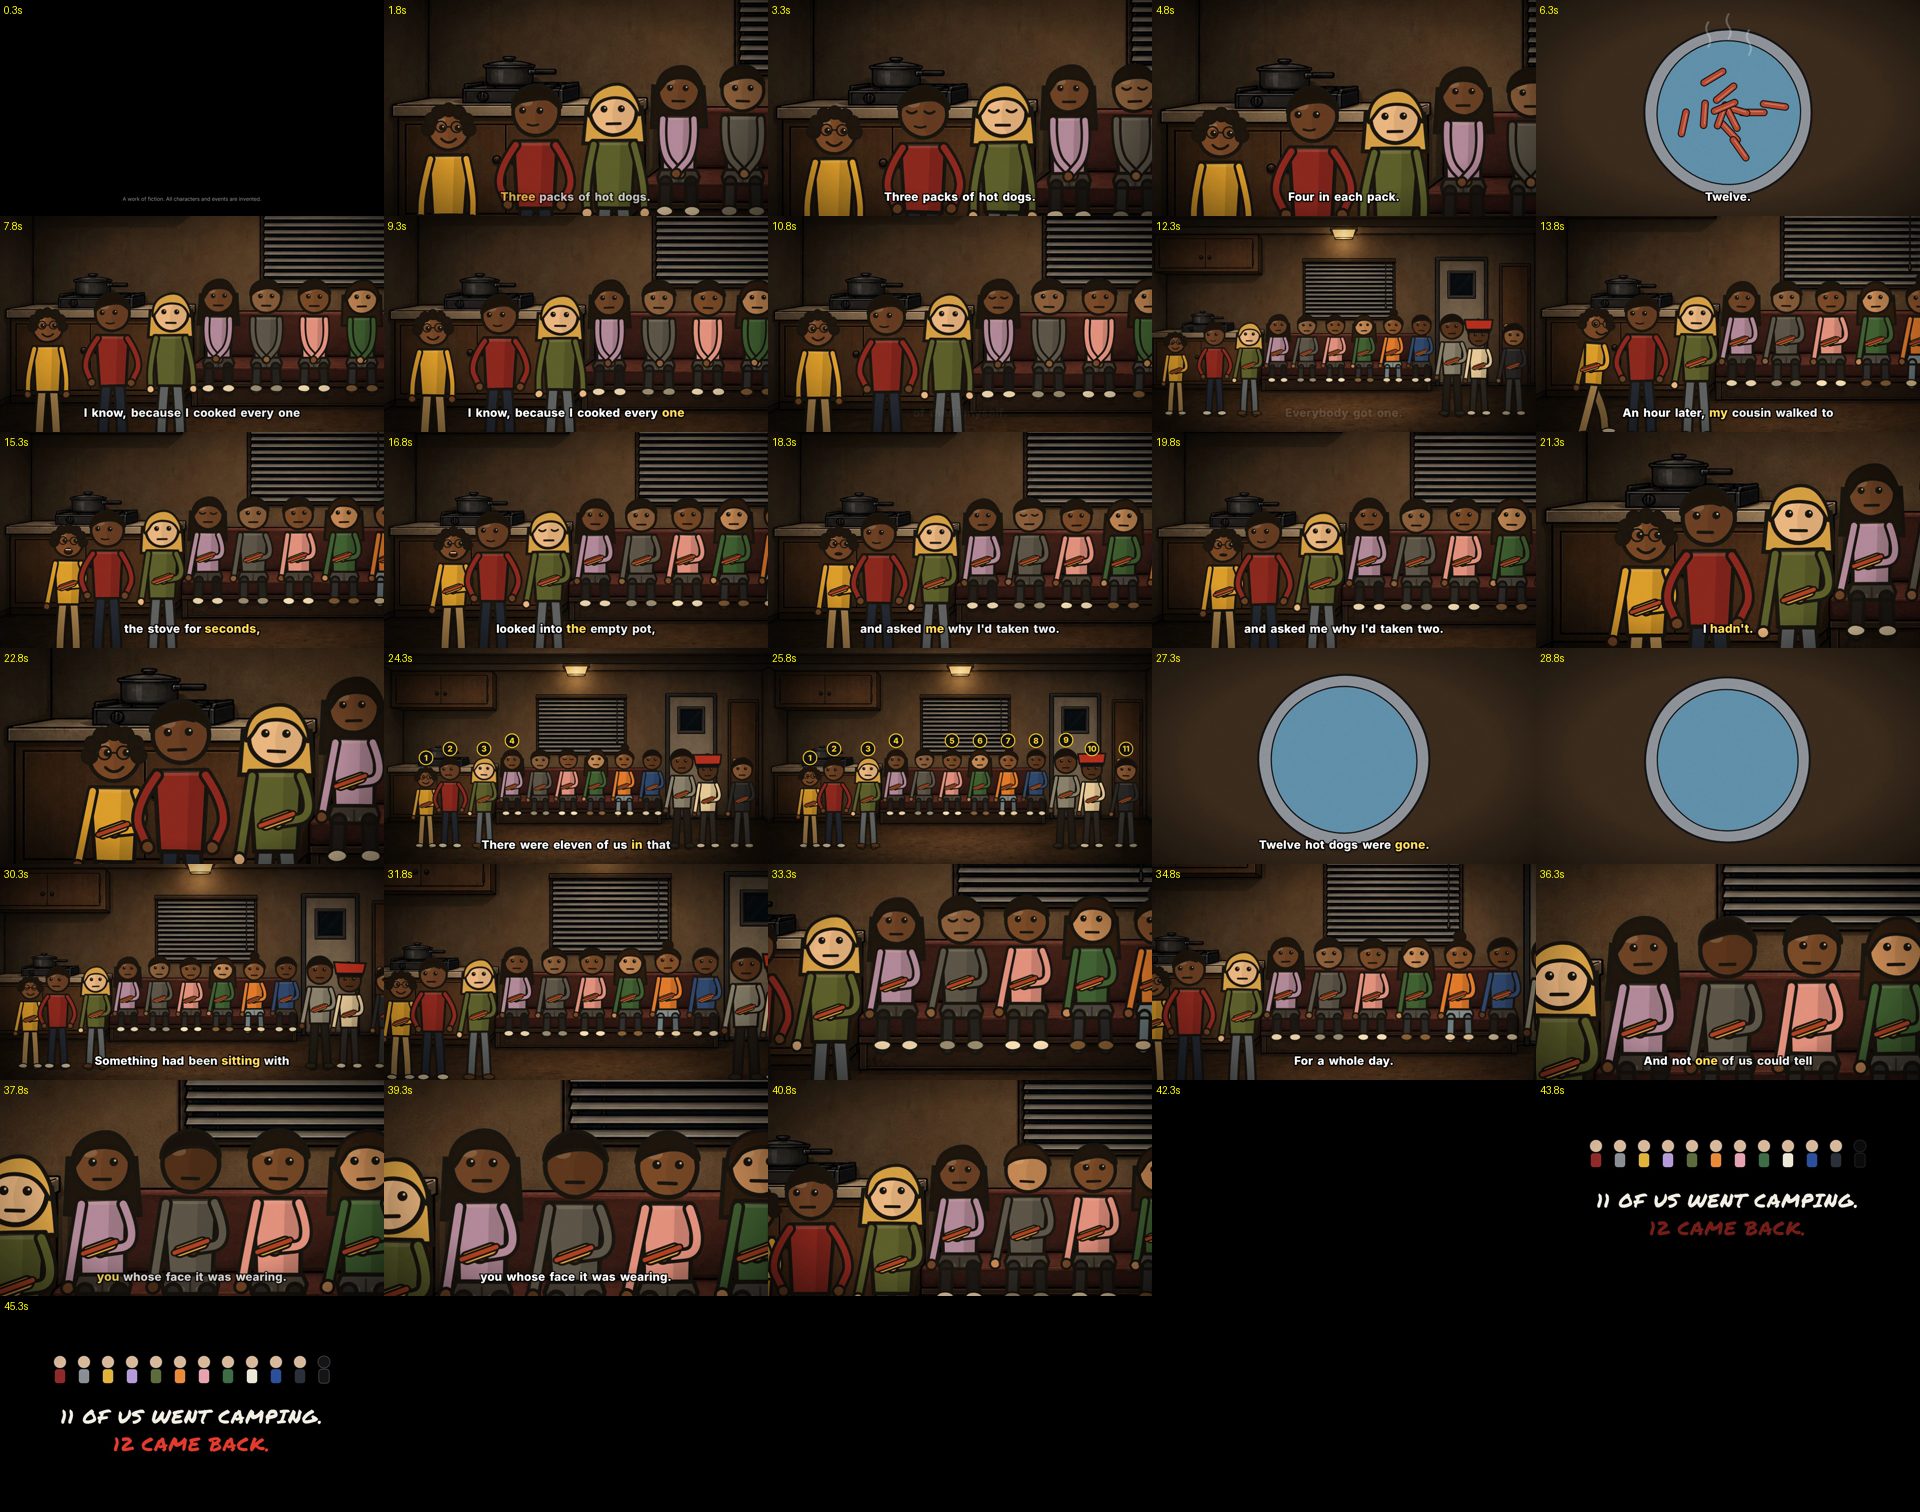 0.3s
A work of fiction. All characters and events are invented.
1.8s
Three packs of hot dogs.
3.3s
Three packs of hot dogs.
4.8s
Four in each pack.
6.3s
Twelve.
7.8s
I know, because I cooked every one
9.3s
I know, because I cooked every one
10.8s
12.3s
Everybody got one.
13.8s
An hour later, my cousin walked to
15.3s
the stove for seconds,
16.8s
looked into the empty pot,
18.3s
and asked me why I'd taken two.
19.8s
and asked me why I'd taken two.
21.3s
I hadn't.
22.8s
24.3s
1 2 3 4
There were eleven of us in that
25.8s
1 2 3 4 5 6 7 8 9 10 11
27.3s
Twelve hot dogs were gone.
28.8s
30.3s
Something had been sitting with
31.8s
33.3s
34.8s
For a whole day.
36.3s
And not one of us could tell
37.8s
you whose face it was wearing.
39.3s
you whose face it was wearing.
40.8s
42.3s
43.8s
11 OF US WENT CAMPING.
12 CAME BACK.
45.3s
11 OF US WENT CAMPING.
12 CAME BACK.